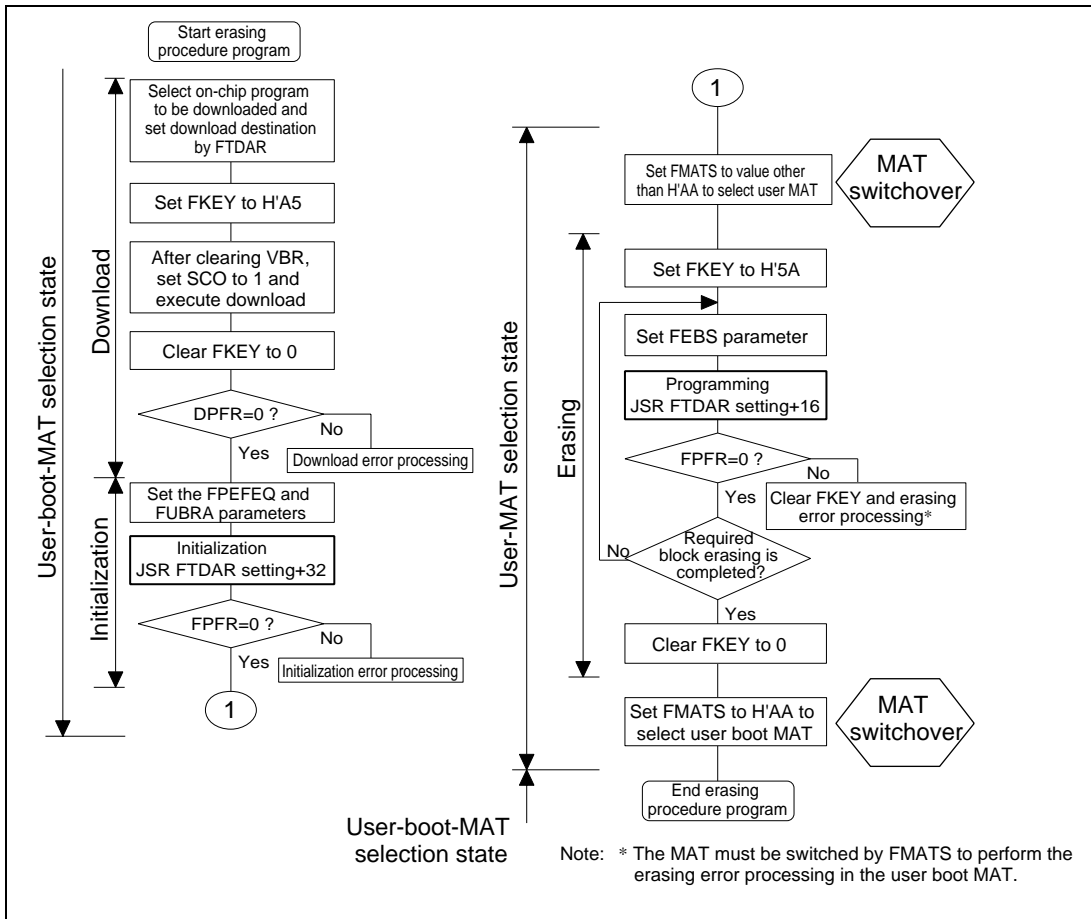 Start erasing
procedure program
Select on-chip program
to be downloaded and
set download destination
by FTDAR
Set FKEY to H'A5
After clearing VBR,
set SCO to 1 and
execute download
Clear FKEY to 0
DPFR=0 ?
No
Yes
Download error processing
Set the FPEFEQ and
FUBRA parameters
Initialization
JSR FTDAR setting+32
FPFR=0 ?
No
Yes
Initialization error processing
1
Download
Initialization
User-boot-MAT selection state
1
Set FMATS to value other
than H'AA to select user MAT
MAT
switchover
Set FKEY to H'5A
Set FEBS parameter
Programming
JSR FTDAR setting+16
FPFR=0 ?
No
Yes
Clear FKEY and erasing
error processing*
Required
block erasing is
completed?
No
Yes
Clear FKEY to 0
Set FMATS to H'AA to
select user boot MAT
MAT
switchover
End erasing
procedure program
Erasing
User-MAT selection state
User-boot-MAT
selection state
Note: * The MAT must be switched by FMATS to perform the
erasing error processing in the user boot MAT.